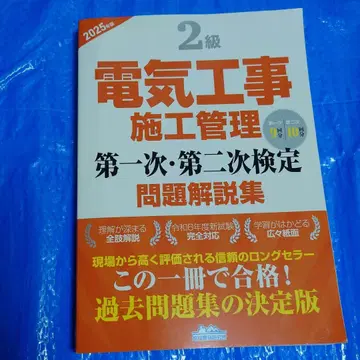 2025年版
2級
電気工事
施工管理
第一次・第二次検定
問題解説集
理解が深まる
全肢解説
令和6年度新試験
完全対応
学習がはかどる
広々紙面
現場から高く評価される信頼のロングセラー
この一冊で合格!
過去問題集の決定版